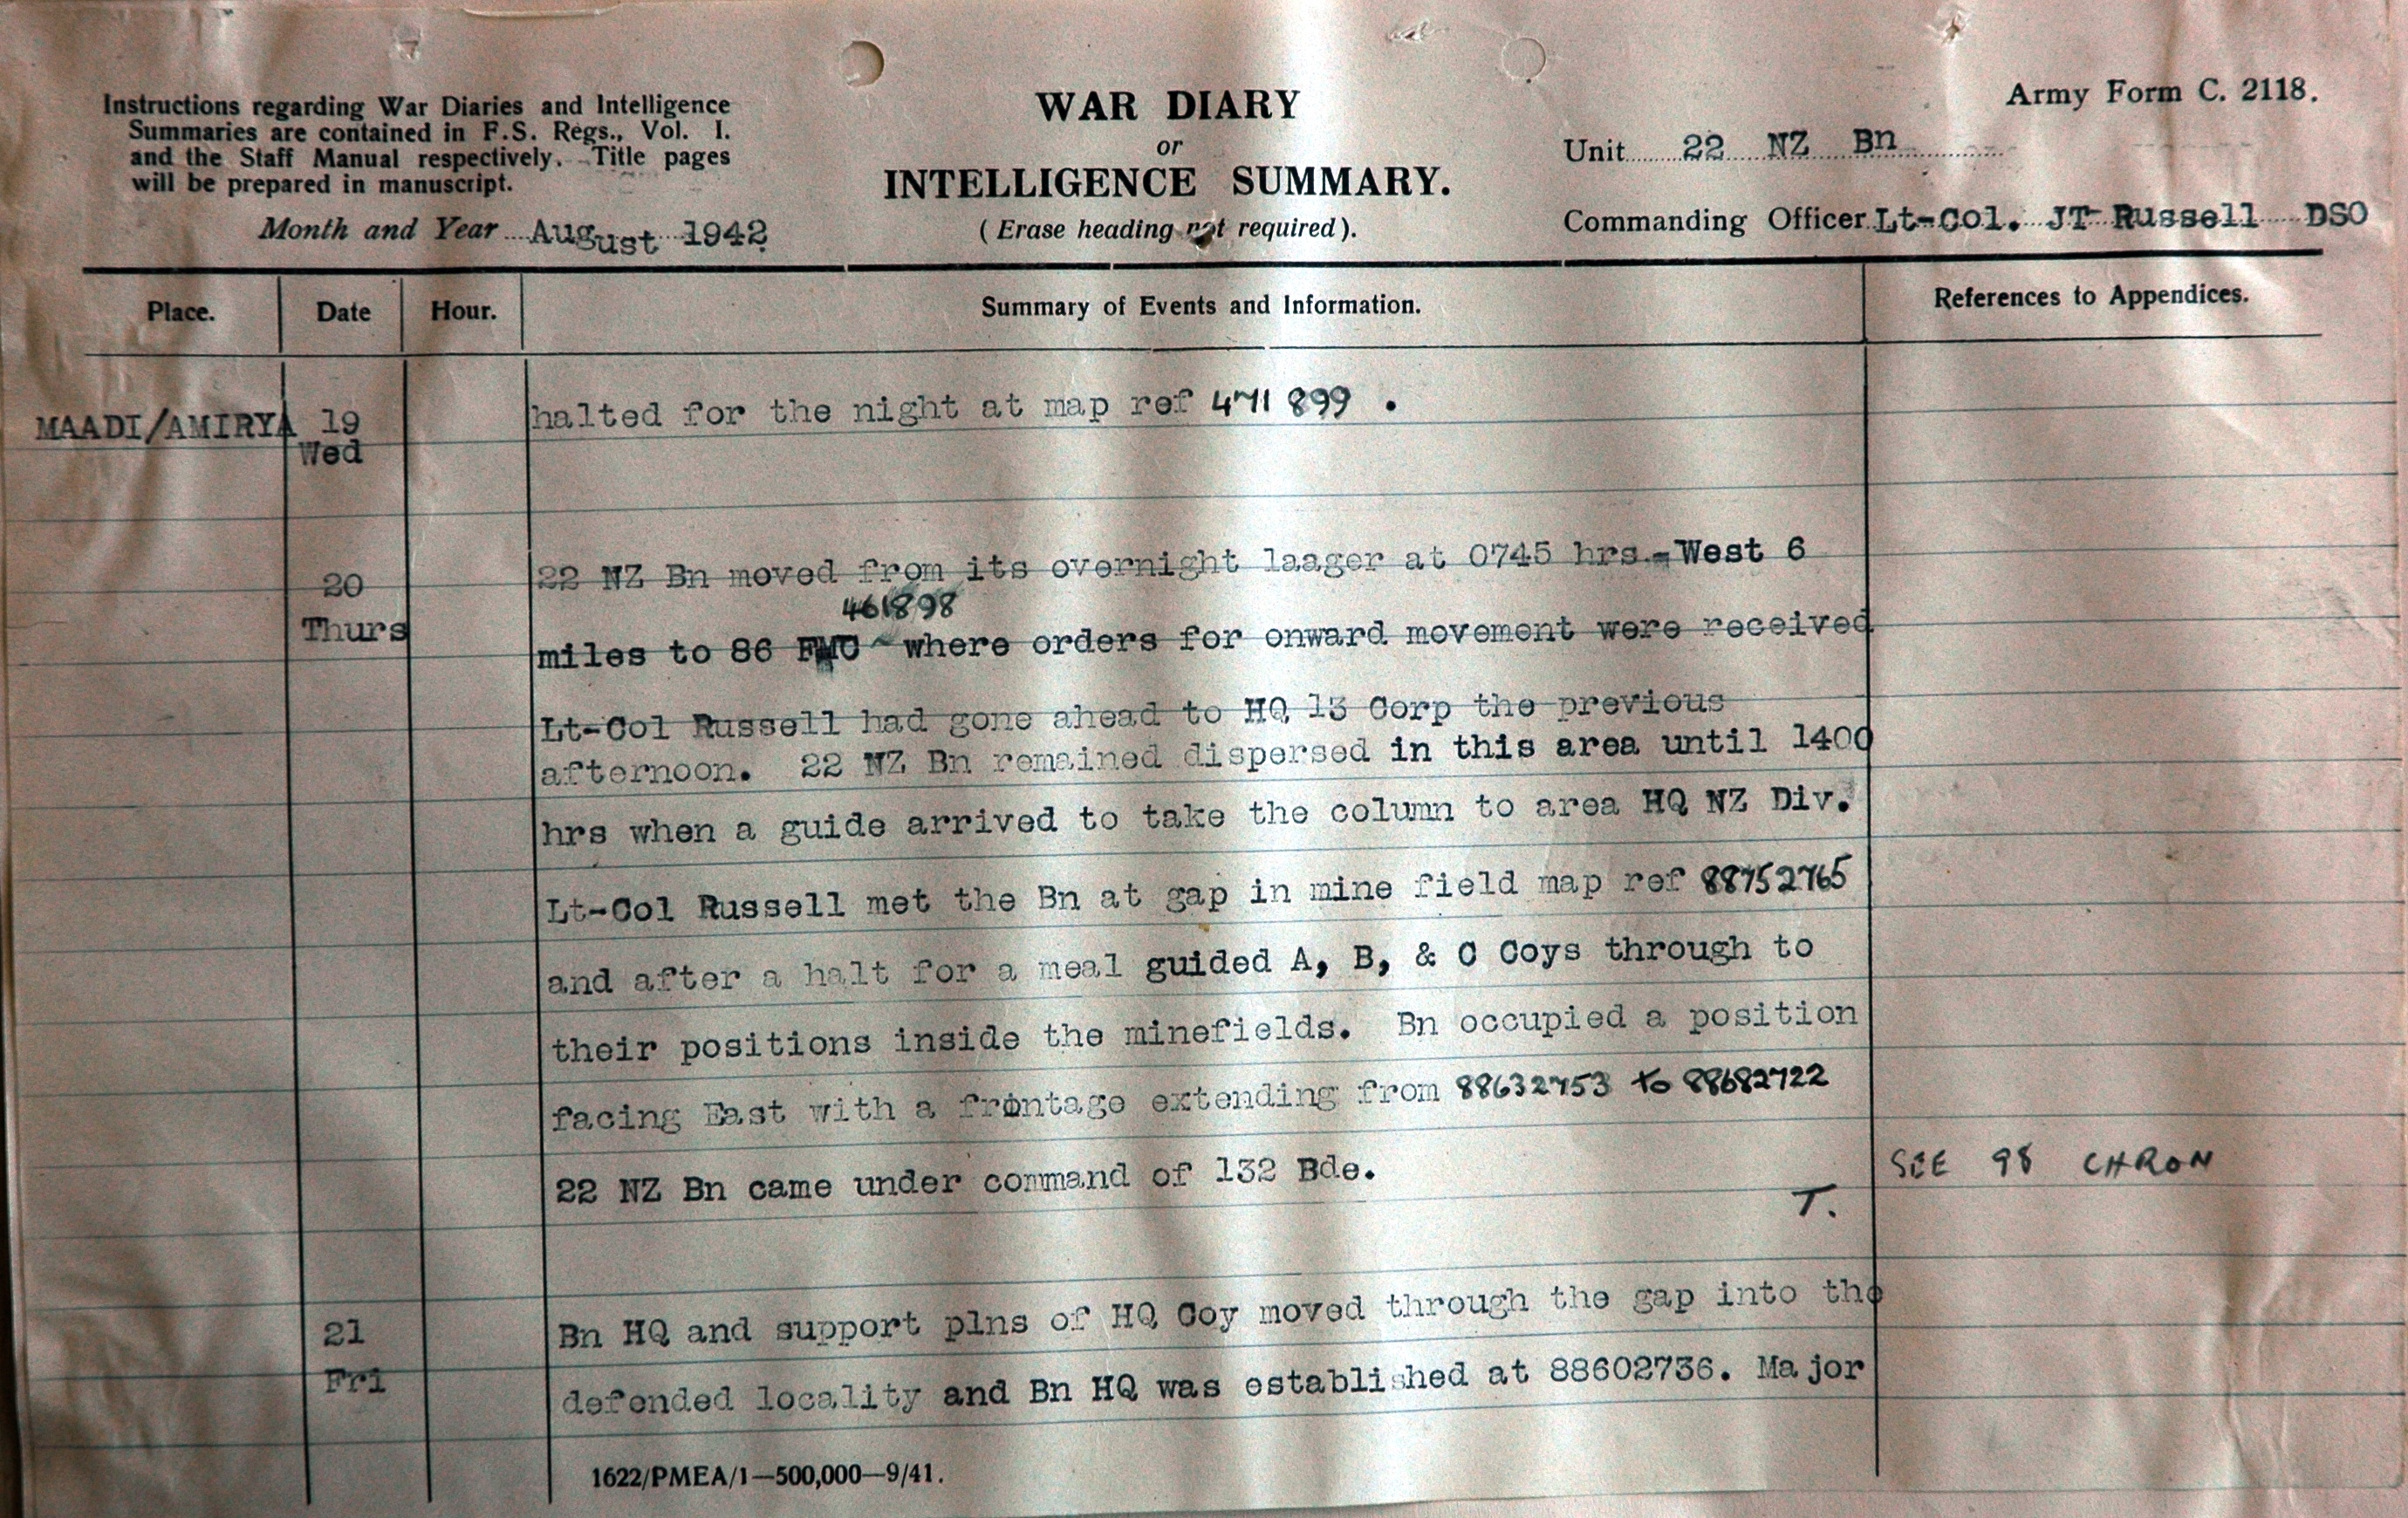 Army Form C. 2118.
Instructions regarding War Diaries and Intelligence
Summaries are contained in F.S. Regs., Vol. I.
and the Staff Manual respectively. Title pages
will be prepared in manuscript.
Month and Year August 1942
WAR DIARY
or
INTELLIGENCE SUMMARY.
(Erase heading not required).
Unit 22 NZ Bn
Commanding Officer Lt-Col. JT Russell DSO
Place. Date Hour. Summary of Events and Information. References to Appendices.
MAADI/AMIRYA 19 halted for the night at map ref 471899 .
Wed
20 22 NZ Bn moved from its overnight laager at 0745 hrs - West 6
461898
Thurs miles to 86 FMC where orders for onward movement were received
Lt-Col Russell had gone ahead to HQ 13 Corp the previous
afternoon. 22 NZ Bn remained dispersed in this area until 1400
hrs when a guide arrived to take the column to area HQ NZ Div.
Lt-Col Russell met the Bn at gap in mine field map ref 88752765
and after a halt for a meal guided A, B, & C Coys through to
their positions inside the minefields. Bn occupied a position
facing East with a frontage extending from 88632753 to 88682722
22 NZ Bn came under command of 132 Bde. SEE 98 CHRON
T.
21 Bn HQ and support plns of HQ Coy moved through the gap into the
Fri defended locality and Bn HQ was established at 88602736. Major
1622/PMEA/1—500,000—9/41.